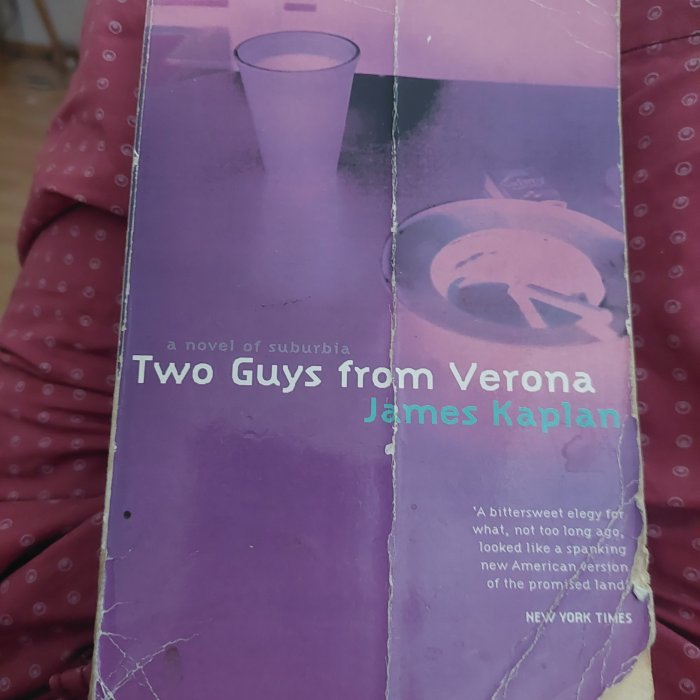 a novel of suburbia
Two Guys from Verona
James Kaplan
'A bittersweet elegy for
what, not too long ago,
looked like a spanking
new American version
of the promised land'
NEW YORK TIMES